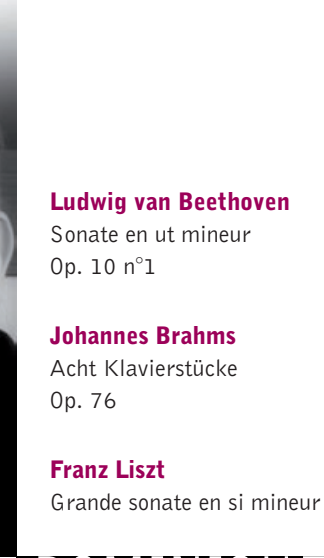 Ludwig van Beethoven
Sonate en ut mineur
Op. 10 n°1
Johannes Brahms
Acht Klavierstücke
Op. 76
Franz Liszt
Grande sonate en si mineur